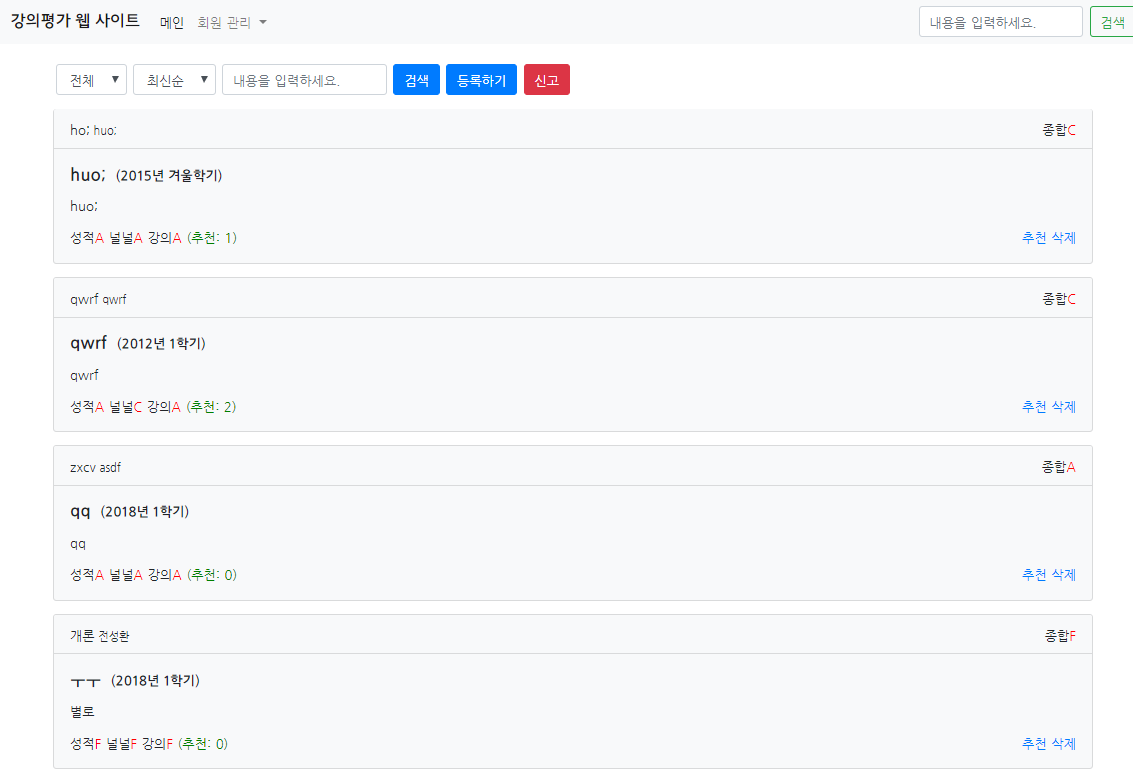 강의평가 웹 사이트 메인 회원 관리 내용을 입력하세요. 검색
전체 최신순 내용을 입력하세요. 검색 등록하기 신고
ho; huo; 종합C
huo; (2015년 겨울학기)
huo;
성적A 널널A 강의A (추천: 1) 추천 삭제
qwrf qwrf 종합C
qwrf (2012년 1학기)
qwrf
성적A 널널C 강의A (추천: 2) 추천 삭제
zxcv asdf 종합A
qq (2018년 1학기)
qq
성적A 널널A 강의A (추천: 0) 추천 삭제
개론 전성환 종합F
ㅜㅜ (2018년 1학기)
별로
성적F 널널F 강의F (추천: 0) 추천 삭제